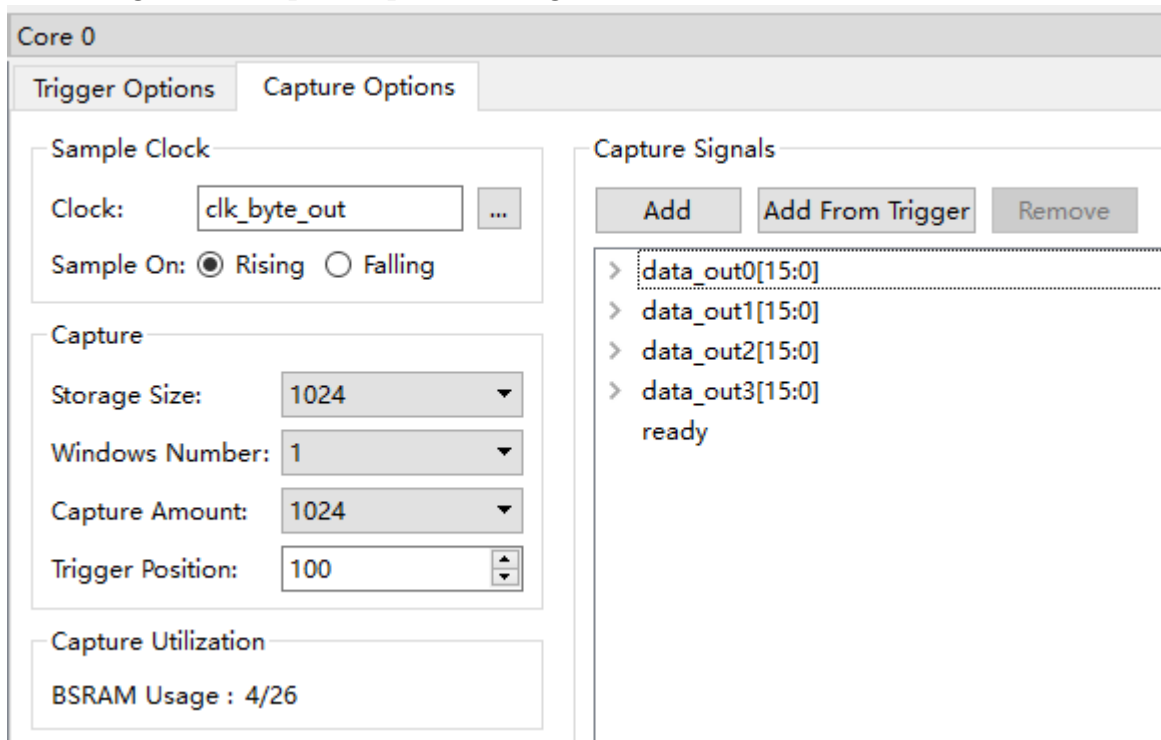 Core 0
Trigger Options
Capture Options
Sample Clock
Clock: clk_byte_out ...
Sample On: Rising Falling
Capture
Storage Size: 1024
Windows Number: 1
Capture Amount: 1024
Trigger Position: 100
Capture Utilization
BSRAM Usage : 4/26
Capture Signals
Add Add From Trigger Remove
data_out0[15:0]
data_out1[15:0]
data_out2[15:0]
data_out3[15:0]
ready